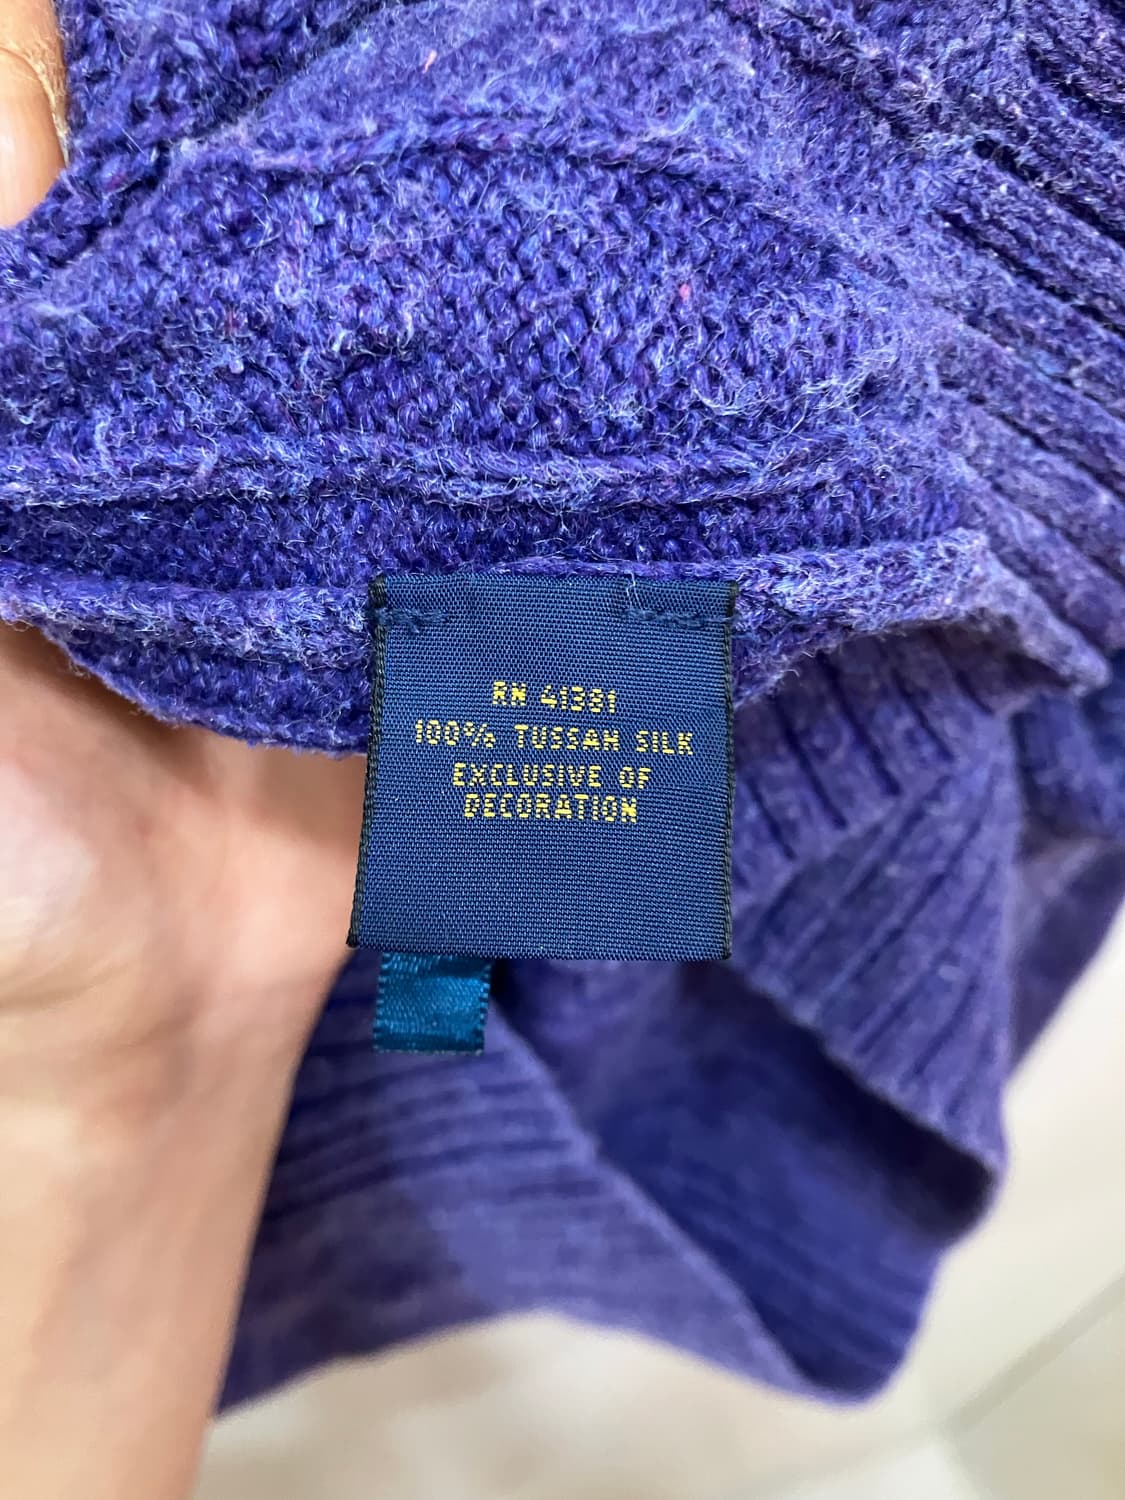 RN 41381
100% TUSSAH SILK
EXCLUSIVE OF
DECORATION